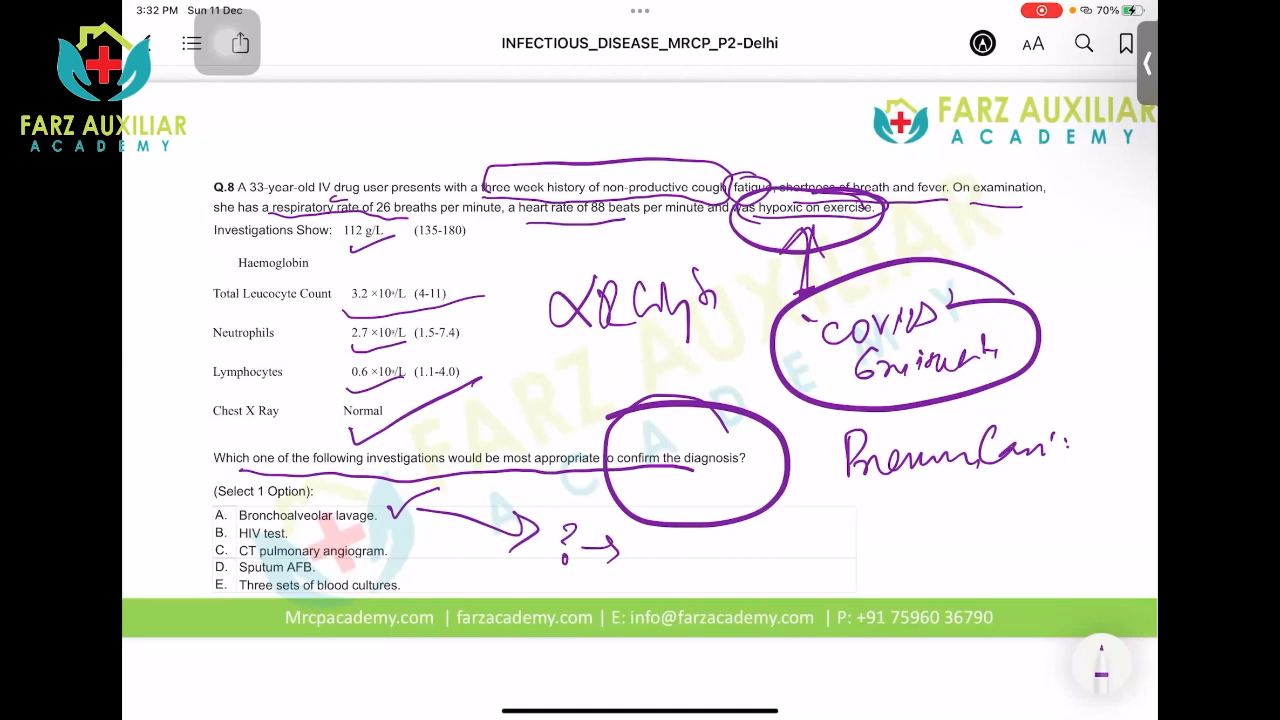 3:32 PM Sun 11 Dec
70%
INFECTIOUS_DISEASE_MRCP_P2-Delhi
AA
FARZ AUXILIAR
ACADEMY
FARZ AUXILIAR
ACADEMY
Q.8 A 33-year-old IV drug user presents with a three week history of non-productive cough, fatigue, shortness of breath and fever. On examination,
she has a respiratory rate of 26 breaths per minute, a heart rate of 88 beats per minute and was hypoxic on exercise.
Investigations Show: 112 g/L (135-180)
Haemoglobin
Total Leucocyte Count 3.2 ×10⁹/L (4-11)
Neutrophils 2.7 ×10⁹/L (1.5-7.4)
Lymphocytes 0.6 ×10⁹/L (1.1-4.0)
Chest X Ray Normal
COVID
Which one of the following investigations would be most appropriate to confirm the diagnosis?
(Select 1 Option):
A. Bronchoalveolar lavage.
B. HIV test.
C. CT pulmonary angiogram.
D. Sputum AFB.
E. Three sets of blood cultures.
?
FARZ AUXILIAR
ACADEMY
Mrcpacademy.com | farzacademy.com | E: info@farzacademy.com | P: +91 75960 36790